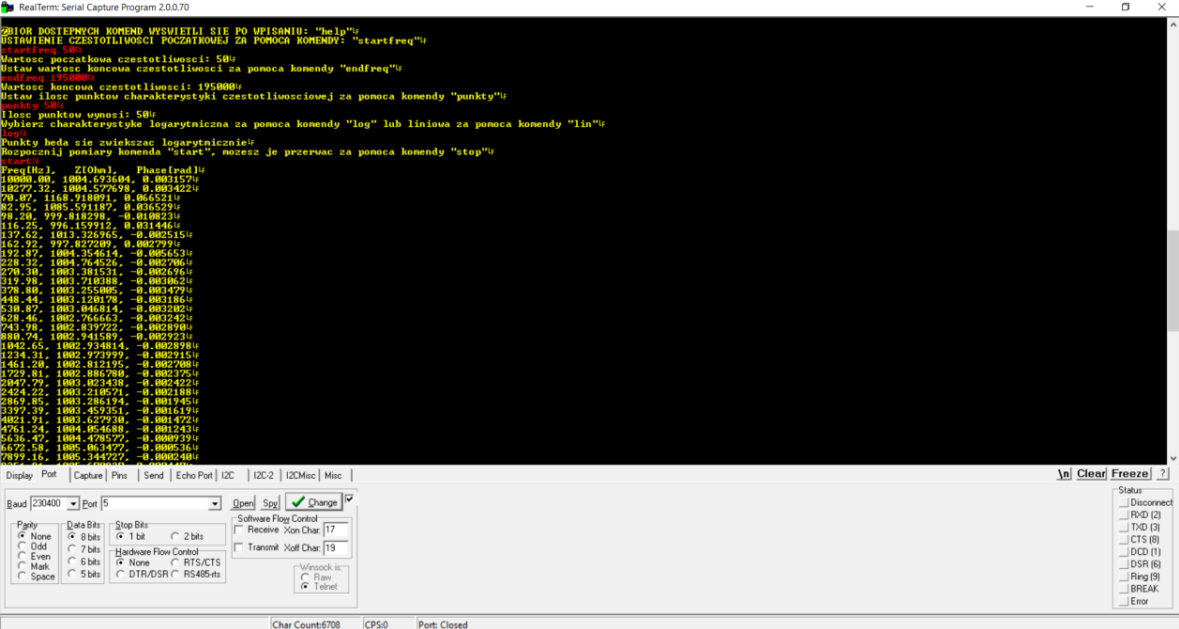 RealTerm: Serial Capture Program 2.0.0.70
ZBIOR DOSTEPNYCH KOMEND WYSWIETLI SIE PO WPISANIU: "help"
USTAWIENIE CZESTOTLIWOSCI POCZATKOWEJ ZA POMOCA KOMENDY: "startfreq"
startfreq 50
Wartosc poczatkowa czestotliwosci: 50
Ustaw wartosc koncowa czestotliwosci za pomoca komendy "endfreq"
endfreq 195000
Wartosc koncowa czestotliwosci: 195000
Ustaw ilosc punktow charakterystyki czestotliwosciowej za pomoca komendy "punkty"
punkty 50
Ilosc punktow wynosi: 50
Wybierz charakterystyke logarytmiczna za pomoca komendy "log" lub liniowa za pomoca komendy "lin"
log
Punkty beda sie zwiekszac logarytmicznie
Rozpocznij pomiary komenda "start", mozesz je przerwac za pomoca komendy "stop"
start
Freq[Hz], Z[Ohm], Phase[rad]
10000.00, 1004.693604, 0.003157
10277.32, 1004.577698, 0.003422
70.07, 1168.918091, 0.066521
82.95, 1085.591187, 0.036529
98.20, 999.818298, -0.010823
116.25, 996.159912, 0.031446
137.62, 1013.326965, -0.002515
162.92, 997.827209, 0.002799
192.87, 1004.354614, -0.005653
228.32, 1004.764526, -0.002706
270.30, 1003.381531, -0.002696
319.98, 1003.710388, -0.003062
378.80, 1003.255005, -0.003479
448.44, 1003.120178, -0.003186
530.87, 1003.046814, -0.003202
628.46, 1002.766663, -0.003242
743.98, 1002.839722, -0.002890
880.74, 1002.941589, -0.002923
1042.65, 1002.934814, -0.002898
1234.31, 1002.973999, -0.002915
1461.20, 1002.812195, -0.002708
1729.81, 1002.886780, -0.002375
2047.79, 1003.023438, -0.002422
2424.22, 1003.210571, -0.002188
2869.85, 1003.286194, -0.001945
3397.39, 1003.459351, -0.001619
4021.91, 1003.627930, -0.001472
4761.24, 1004.054688, -0.001243
5636.47, 1004.478577, -0.000939
6672.58, 1005.063477, -0.000536
7899.16, 1005.344727, -0.000240
Display Port Capture Pins Send Echo Port I2C I2C-2 I2CMisc Misc \n Clear Freeze ?
Baud 230400 Port 5 Open Spy Change
Parity
None
Odd
Even
Mark
Space
Data Bits
8 bits
7 bits
6 bits
5 bits
Stop Bits
1 bit 2 bits
Hardware Flow Control
None RTS/CTS
DTR/DSR RS485-rts
Software Flow Control
Receive Xon Char: 17
Transmit Xoff Char: 19
Winsock is:
Raw
Telnet
Status
Disconnect
RXD (2)
TXD (3)
CTS (8)
DCD (1)
DSR (6)
Ring (9)
BREAK
Error
Char Count:6708 CPS:0 Port: Closed